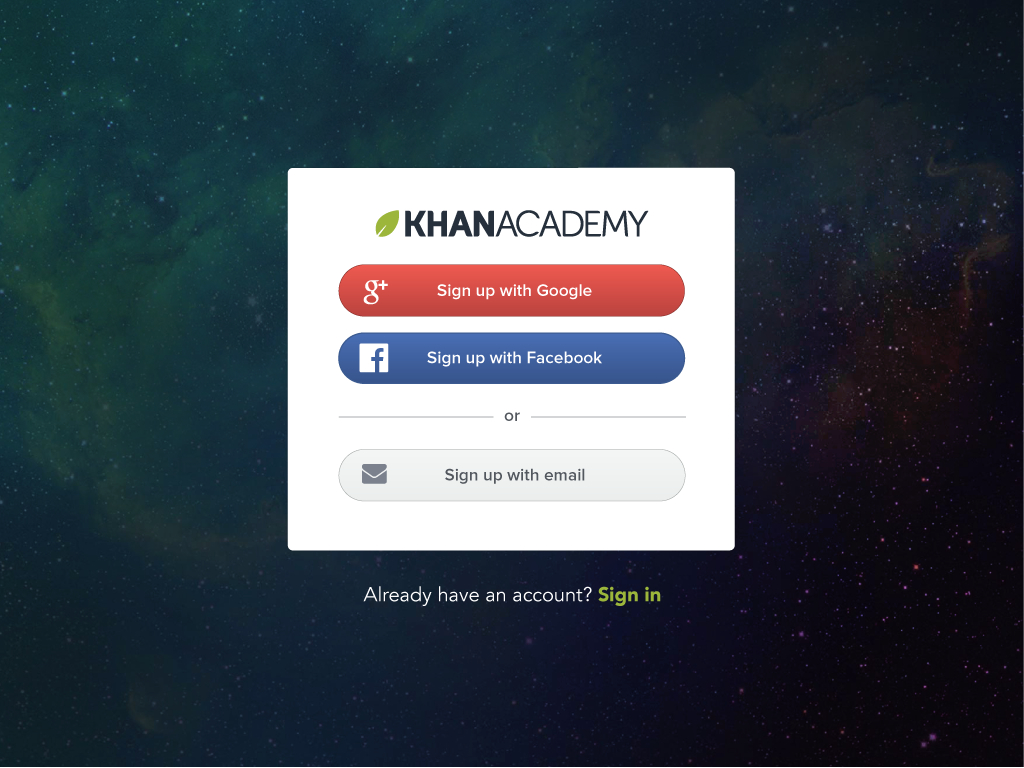 KHANACADEMY
g+ Sign up with Google
f Sign up with Facebook
or
Sign up with email
Already have an account? Sign in